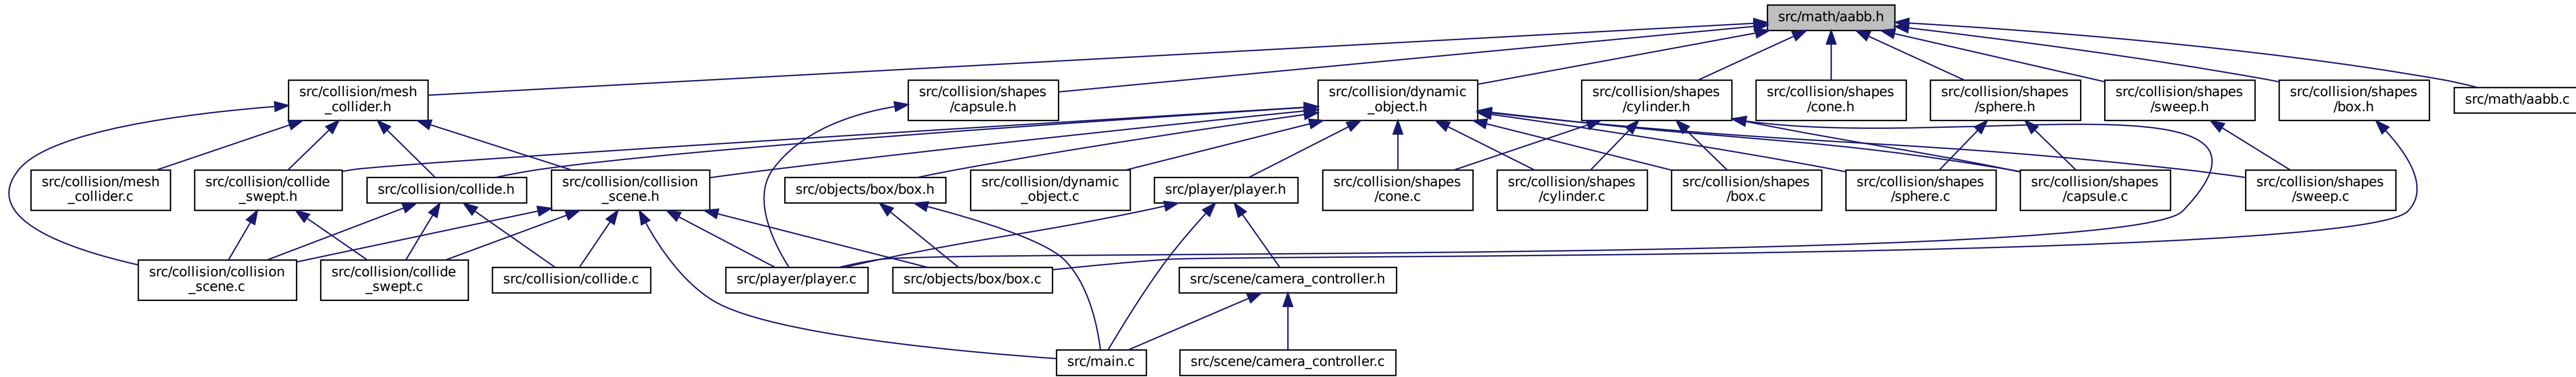 src/math/aabb.h
src/collision/mesh
_collider.h
src/collision/shapes
/capsule.h
src/collision/dynamic
_object.h
src/collision/shapes
/cylinder.h
src/collision/shapes
/cone.h
src/collision/shapes
/sphere.h
src/collision/shapes
/sweep.h
src/collision/shapes
/box.h
src/math/aabb.c
src/collision/mesh
_collider.c
src/collision/collide
_swept.h
src/collision/collide.h
src/collision/collision
_scene.h
src/objects/box/box.h
src/collision/dynamic
_object.c
src/player/player.h
src/collision/shapes
/cone.c
src/collision/shapes
/cylinder.c
src/collision/shapes
/box.c
src/collision/shapes
/sphere.c
src/collision/shapes
/capsule.c
src/collision/shapes
/sweep.c
src/collision/collision
_scene.c
src/collision/collide
_swept.c
src/collision/collide.c
src/player/player.c
src/objects/box/box.c
src/scene/camera_controller.h
src/main.c
src/scene/camera_controller.c